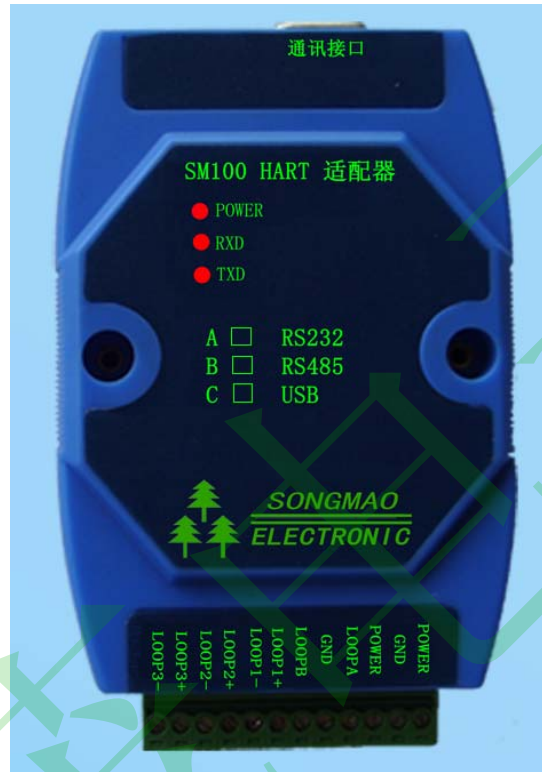 通讯接口
SM100 HART 适配器
POWER
RXD
TXD
A □ RS232
B □ RS485
C □ USB
SONGMAO
ELECTRONIC
LOOP3-
LOOP3+
LOOP2-
LOOP2+
LOOP1-
LOOP1+
LOOPB
GND
LOOPA
POWER
GND
POWER